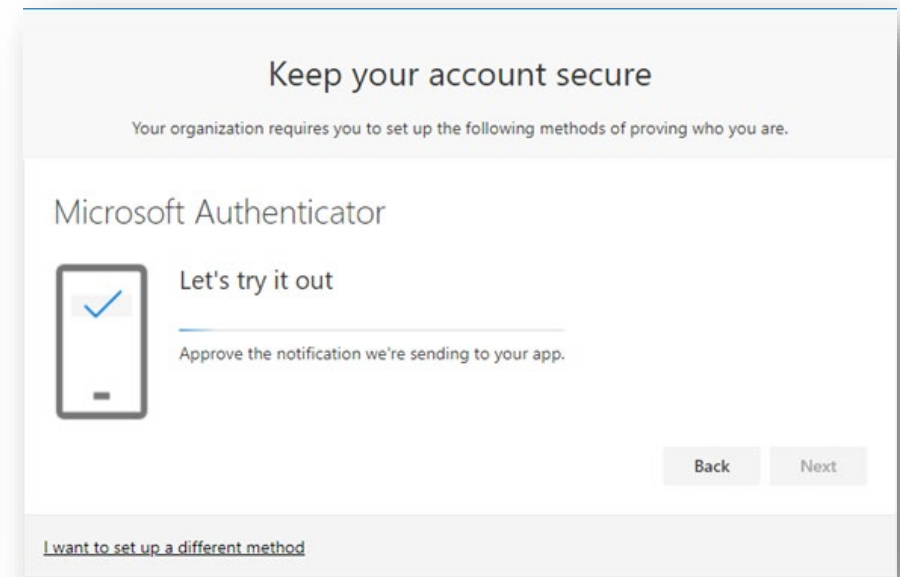 Keep your account secure
Your organization requires you to set up the following methods of proving who you are.
Microsoft Authenticator
Let's try it out
Approve the notification we're sending to your app.
Back Next
I want to set up a different method